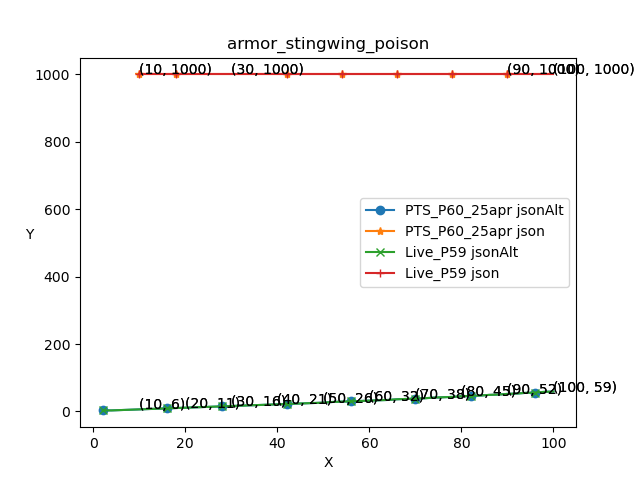 armor_stingwing_poison
1000
(10, 1000)
(30, 1000)
(90, 1000)
(100, 1000)
800
600
PTS_P60_25apr jsonAlt
PTS_P60_25apr json
Live_P59 jsonAlt
Live_P59 json
Y
400
200
0
(10, 6)
(20, 11)
(30, 16)
(40, 21)
(50, 26)
(60, 32)
(70, 38)
(80, 45)
(90, 52)
(100, 59)
0 20 40 60 80 100
X